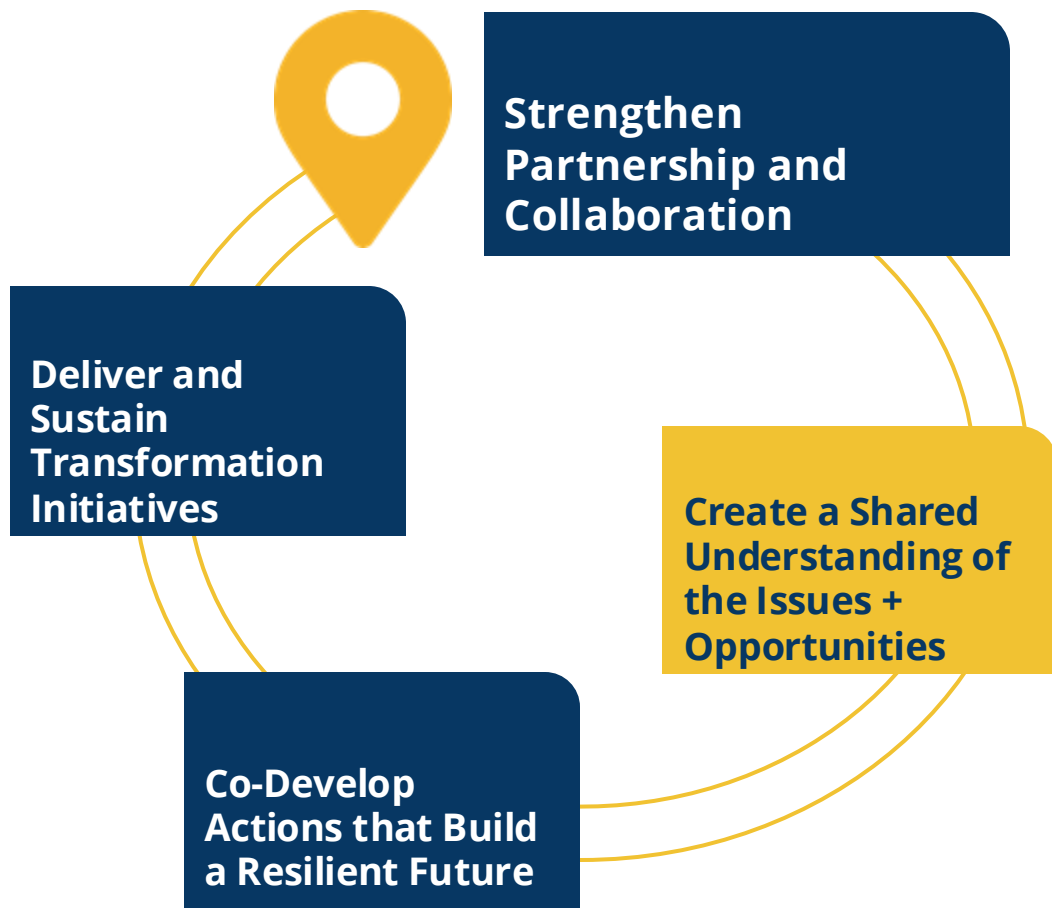 Strengthen
Partnership and
Collaboration
Create a Shared
Understanding of
the Issues +
Opportunities
Co-Develop
Actions that Build
a Resilient Future
Deliver and
Sustain
Transformation
Initiatives